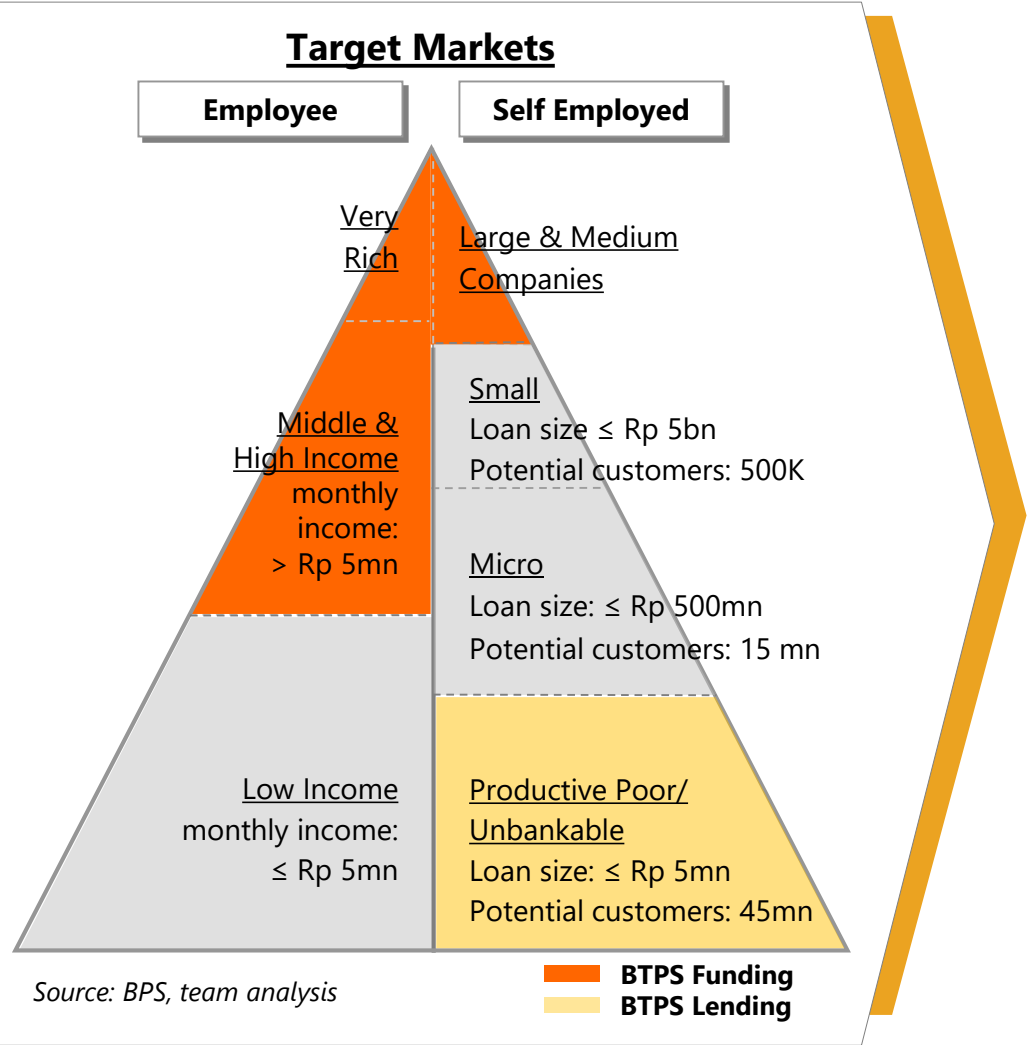 Target Markets
Employee
Self Employed
Very
Rich
Large & Medium
Companies
Middle &
High Income
monthly
income:
> Rp 5mn
Small
Loan size ≤ Rp 5bn
Potential customers: 500K
Micro
Loan size: ≤ Rp 500mn
Potential customers: 15 mn
Low Income
monthly income:
≤ Rp 5mn
Productive Poor/
Unbankable
Loan size: ≤ Rp 5mn
Potential customers: 45mn
Source: BPS, team analysis
BTPS Funding
BTPS Lending